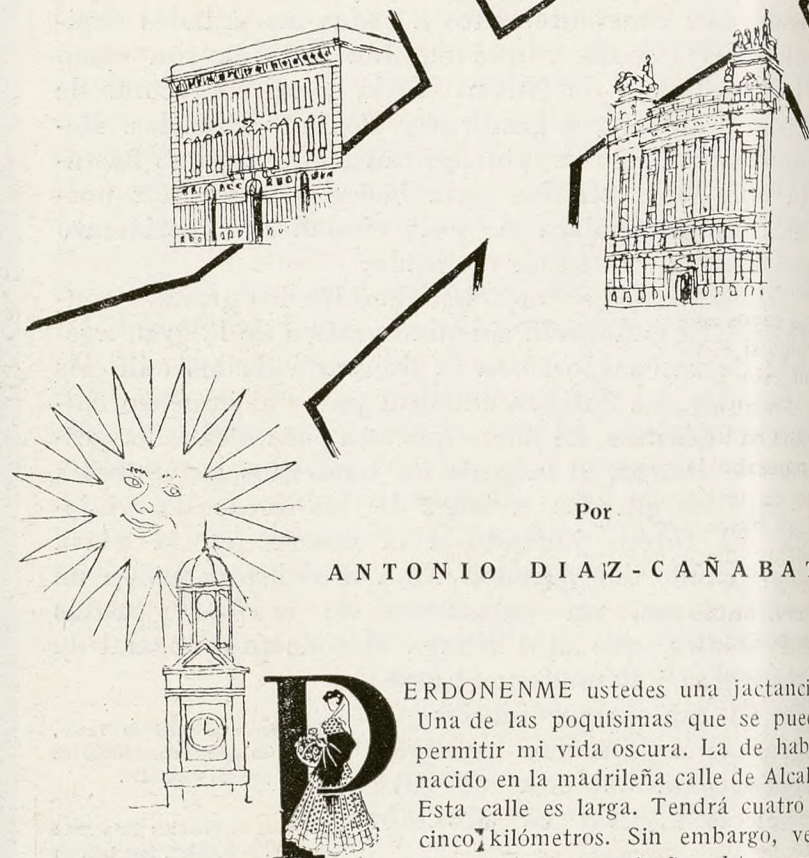 Por
ANTONIO DIAZ-CAÑABAT
PERDONENME ustedes una jactanci
Una de las poquísimas que se pue
permitir mi vida oscura. La de hab
nacido en la madrileña calle de Alcal
Esta calle es larga. Tendrá cuatro
cinco kilómetros. Sin embargo, ve